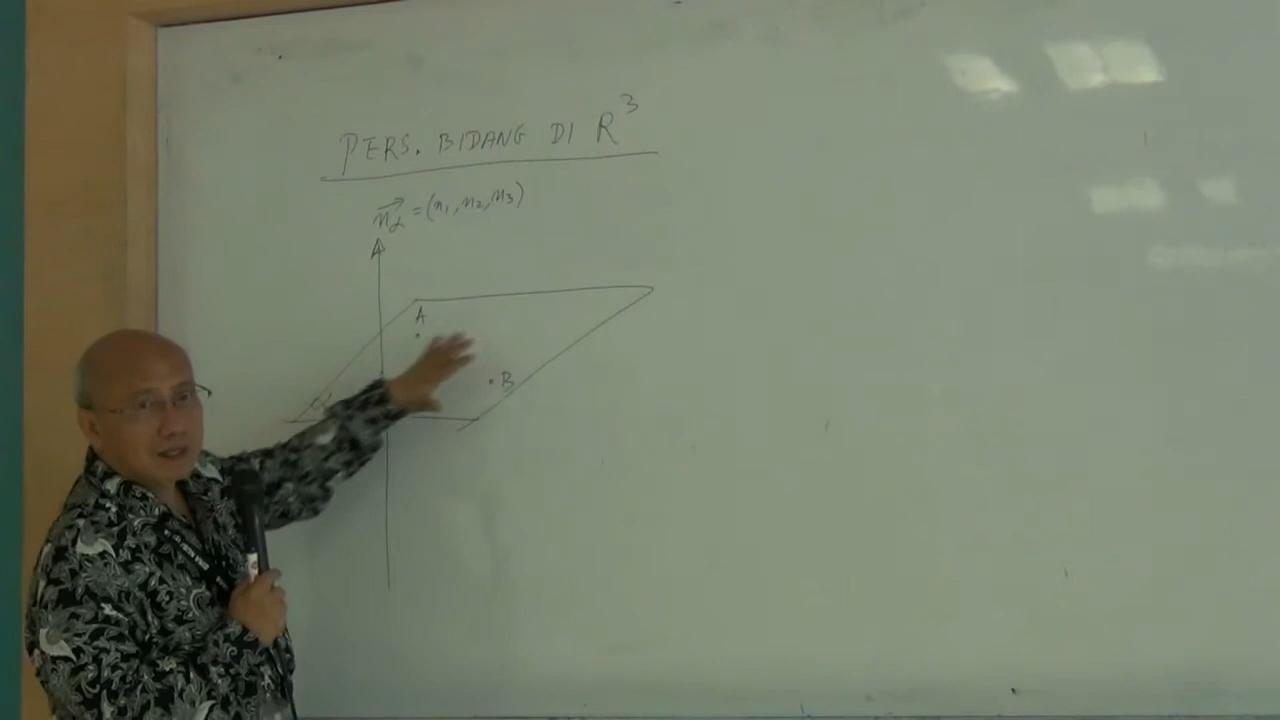 PERS. BIDANG DI R³
n⃗α = (n₁, n₂, n₃)
A
B
α